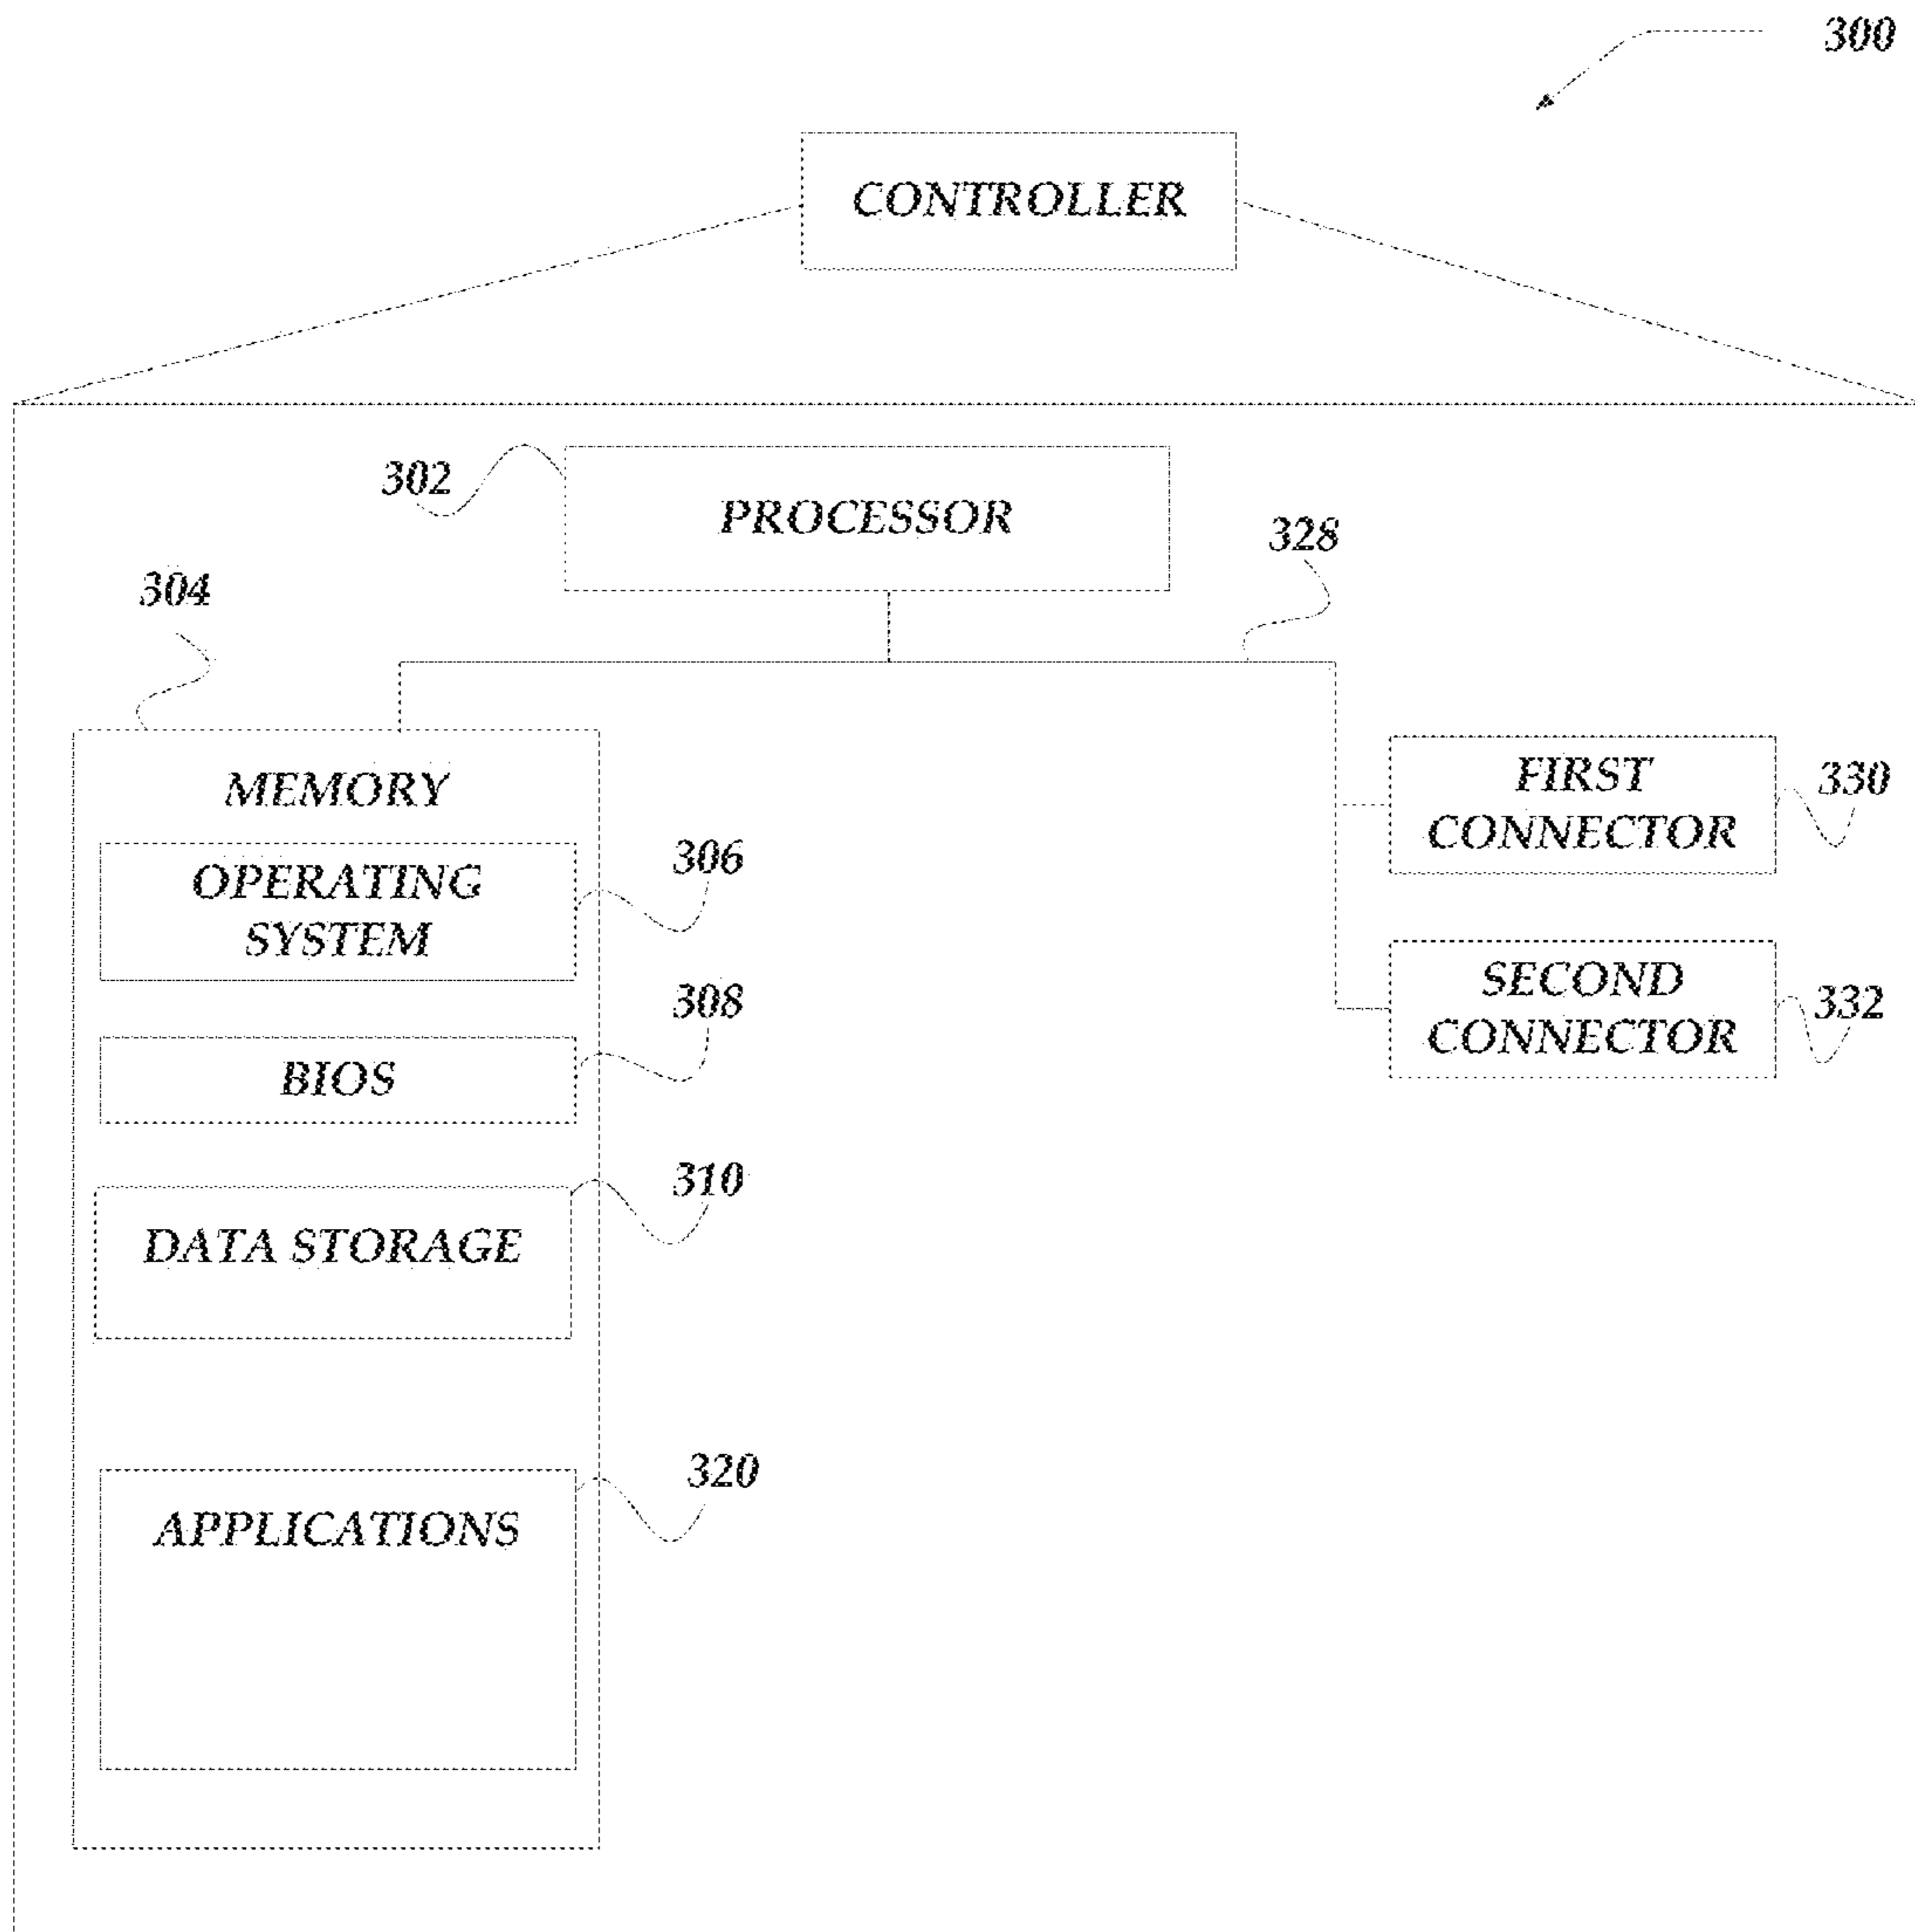 300
CONTROLLER
302
PROCESSOR
328
304
MEMORY
FIRST
CONNECTOR
330
OPERATING
SYSTEM
306
SECOND
CONNECTOR
332
BIOS
308
DATA STORAGE
310
APPLICATIONS
320